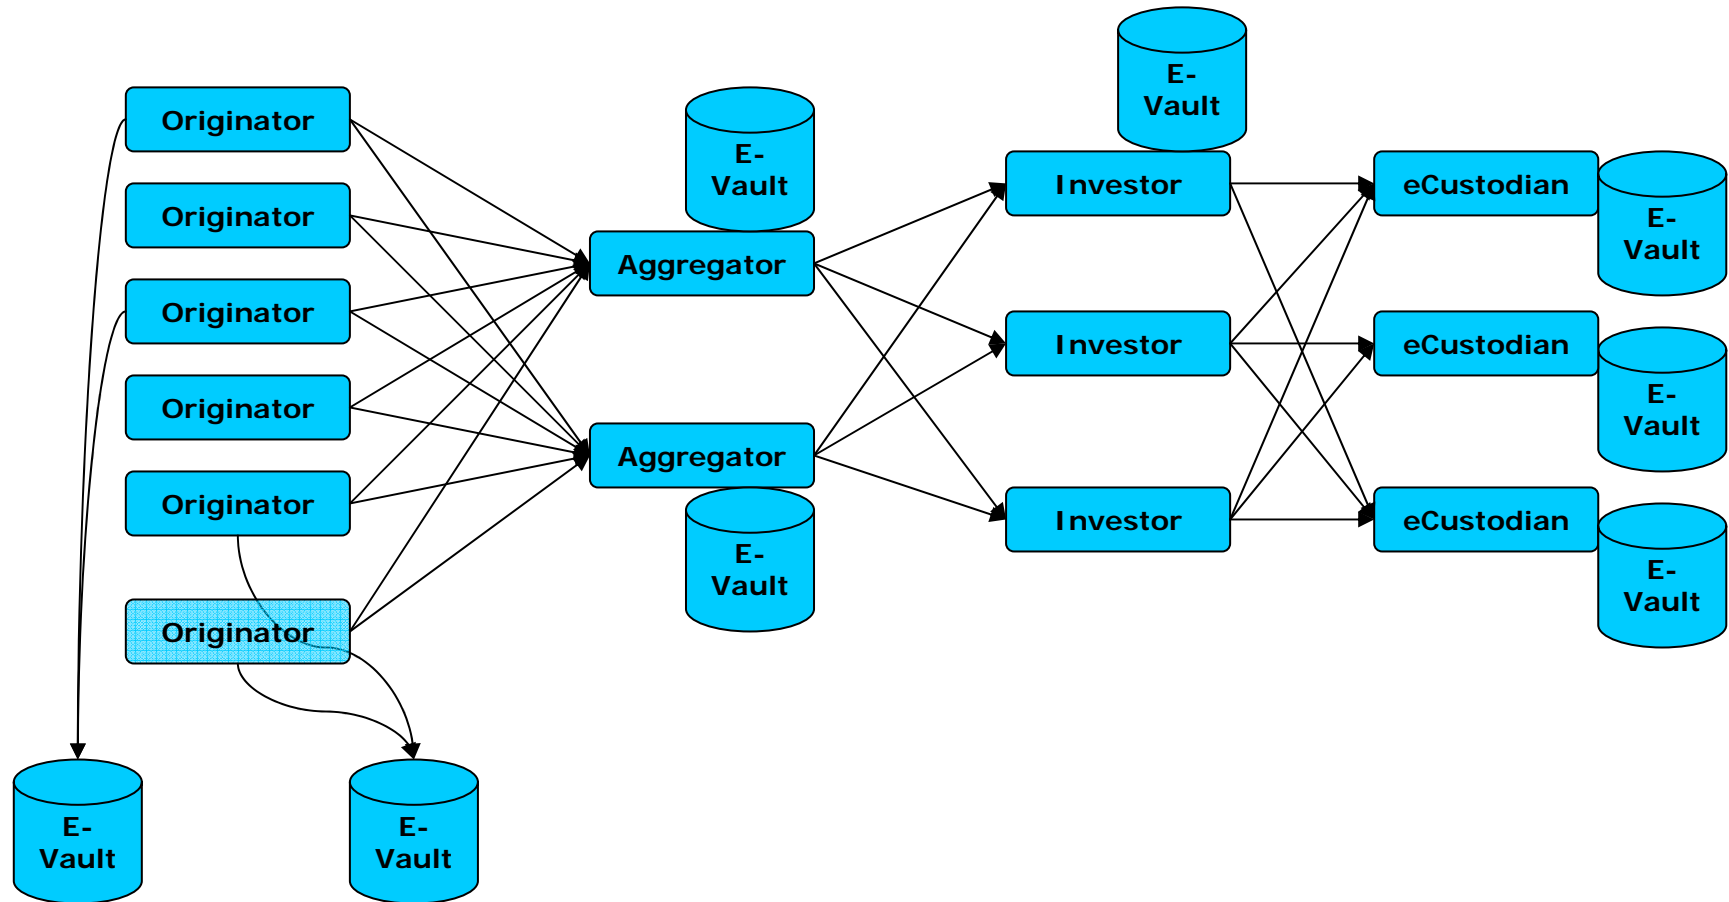 Originator
Originator
Originator
Originator
Originator
Originator
E-
Vault
E-
Vault
E-
Vault
Aggregator
Aggregator
E-
Vault
E-
Vault
Investor
Investor
Investor
eCustodian
E-
Vault
eCustodian
E-
Vault
eCustodian
E-
Vault